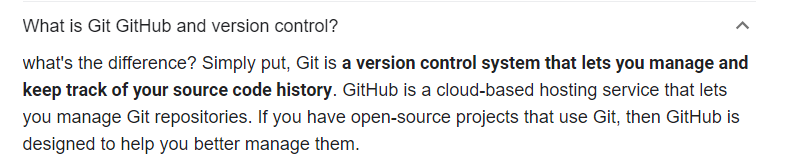 What is Git GitHub and version control?
what's the difference? Simply put, Git is a version control system that lets you manage and
keep track of your source code history. GitHub is a cloud-based hosting service that lets
you manage Git repositories. If you have open-source projects that use Git, then GitHub is
designed to help you better manage them.